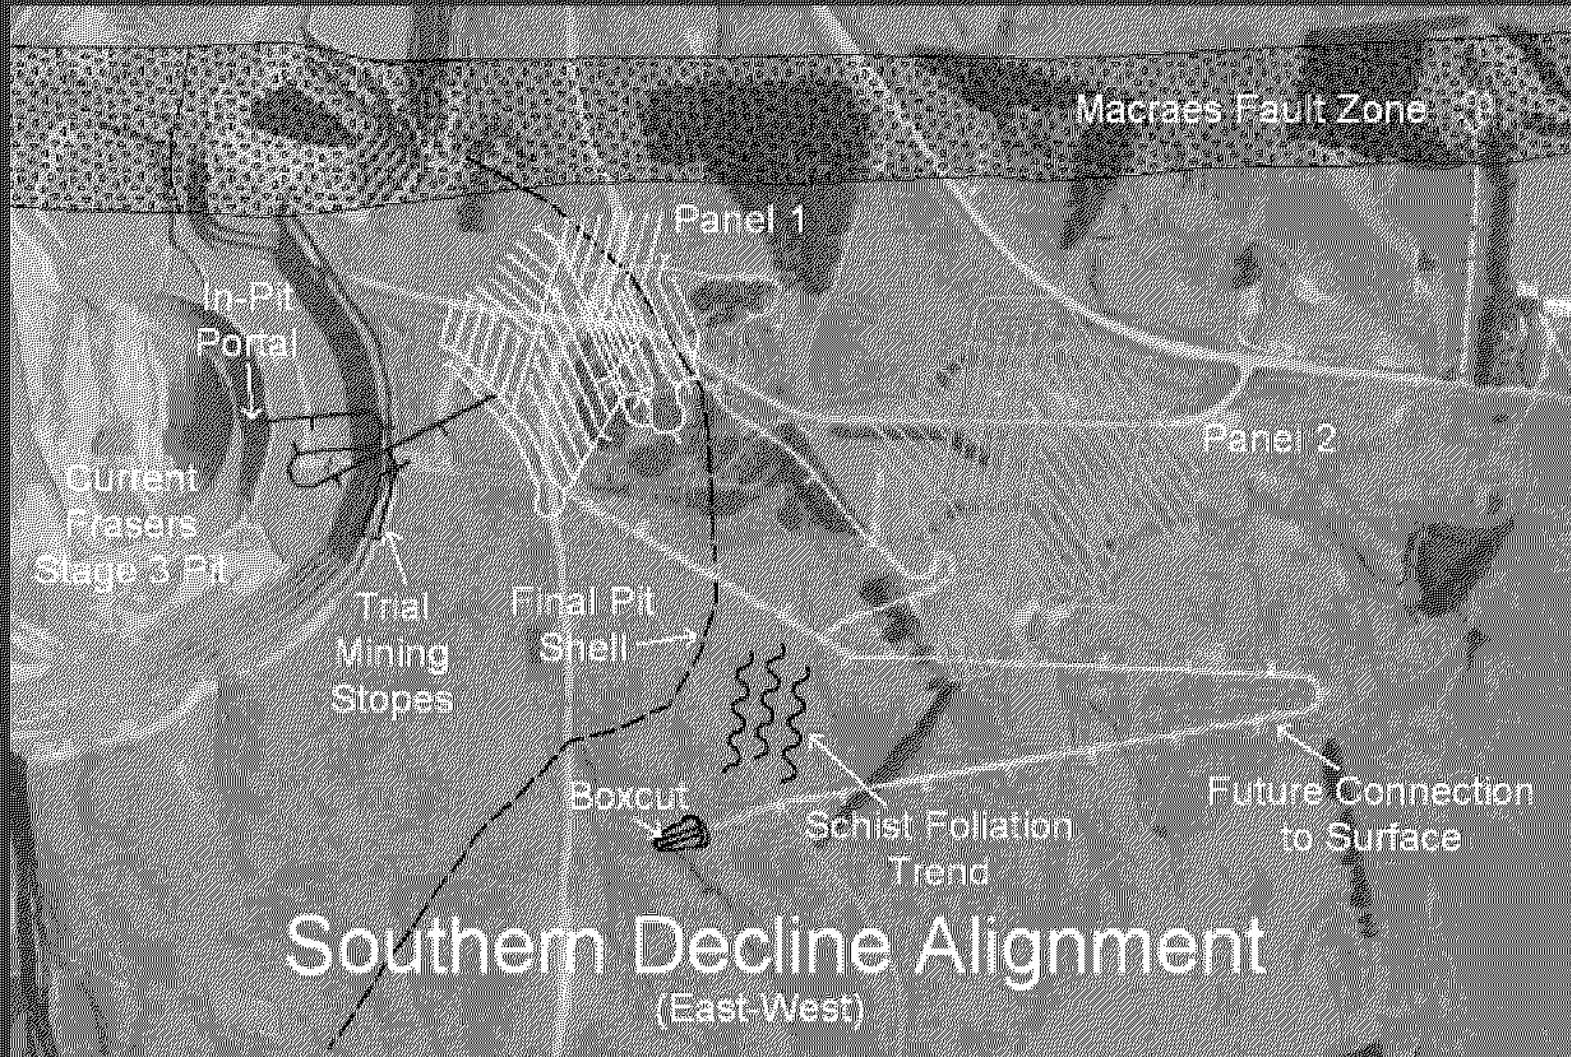 Macraes Fault Zone
Panel 1
In-Pit
Portal
Panel 2
Current
Frasers
Stage 3 Pit
Trial
Mining
Stopes
Final Pit
Shell
Boxcut
Schist Foliation
Trend
Future Connection
to Surface
Southern Decline Alignment
(East-West)